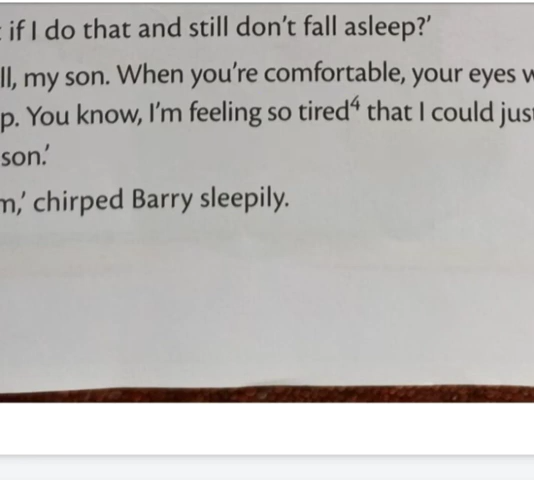 if I do that and still don't fall asleep?'
ll, my son. When you're comfortable, your eyes
p. You know, I'm feeling so tired⁴ that I could jus
son.'
m,' chirped Barry sleepily.